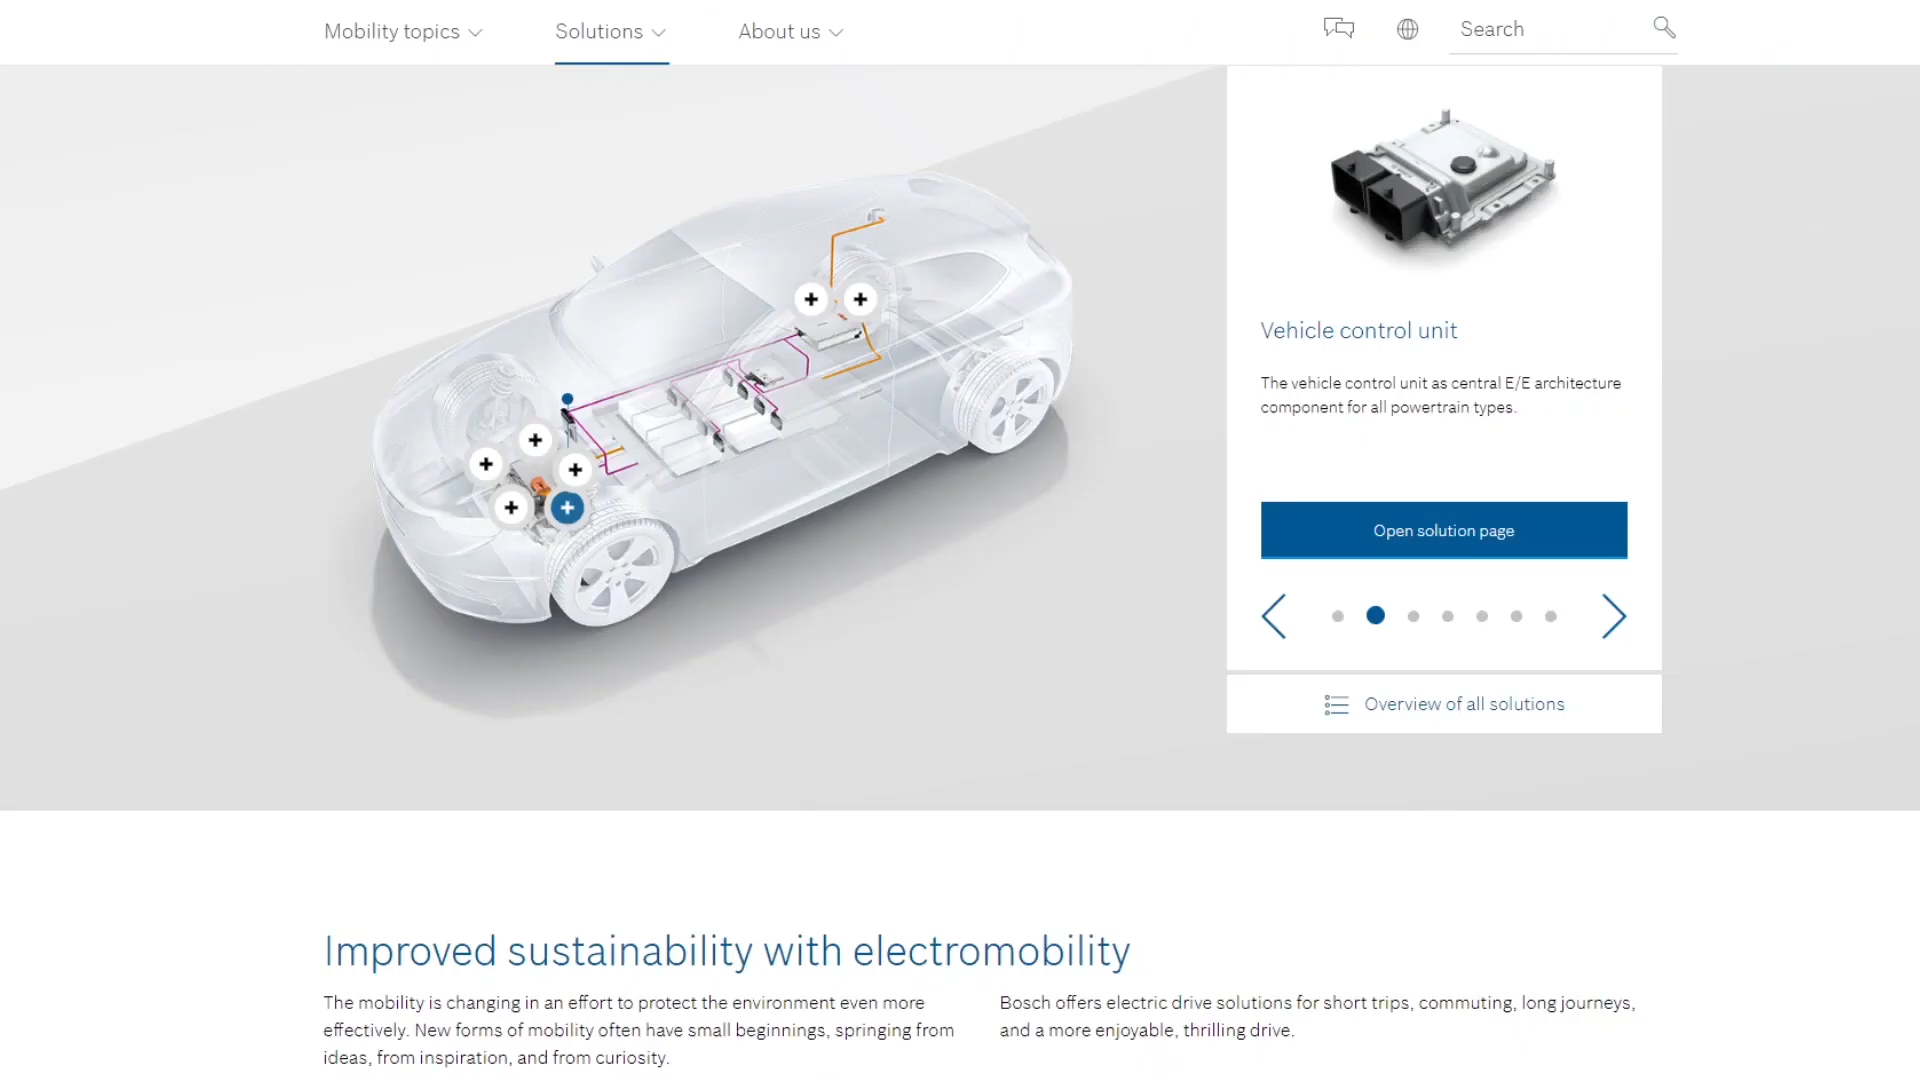 Mobility topics
Solutions
About us
Search
Vehicle control unit
The vehicle control unit as central E/E architecture
component for all powertrain types.
Open solution page
Overview of all solutions
Improved sustainability with electromobility
The mobility is changing in an effort to protect the environment even more
effectively. New forms of mobility often have small beginnings, springing from
ideas, from inspiration, and from curiosity.
Bosch offers electric drive solutions for short trips, commuting, long journeys,
and a more enjoyable, thrilling drive.